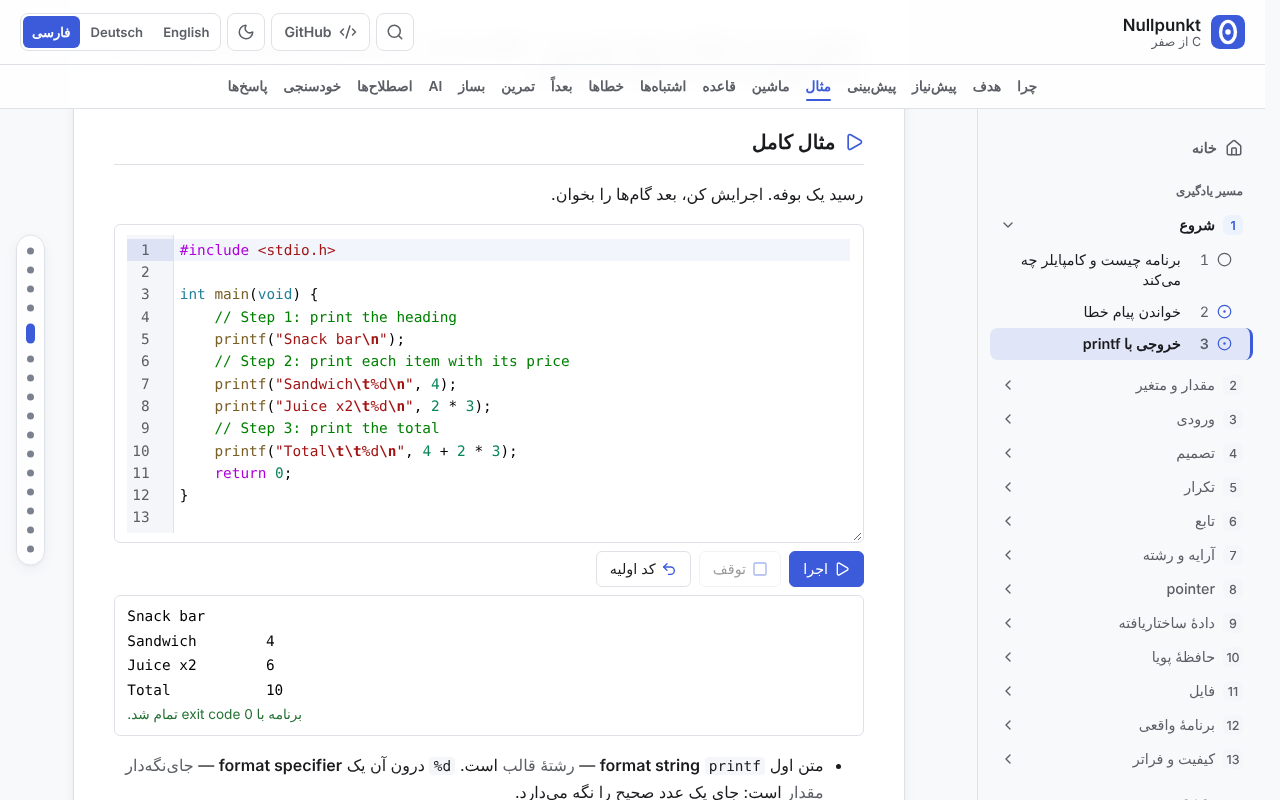 Nullpunkt
C از صفر
GitHub
English
Deutsch
فارسی
چرا
هدف
پیش‌نیاز
پیش‌بینی
مثال
ماشین
قاعده
اشتباه‌ها
خطاها
بعداً
تمرین
بساز
AI
اصطلاح‌ها
خودسنجی
پاسخ‌ها
خانه
مسیر یادگیری
1 شروع
1 برنامه چیست و کامپایلر چه
می‌کند
2 خواندن پیام خطا
3 خروجی با printf
2 مقدار و متغیر
3 ورودی
4 تصمیم
5 تکرار
6 تابع
7 آرایه و رشته
8 pointer
9 دادهٔ ساختاریافته
10 حافظهٔ پویا
11 فایل
12 برنامهٔ واقعی
13 کیفیت و فراتر
مثال کامل
رسید یک بوفه. اجرایش کن، بعد گام‌ها را بخوان.
1 #include <stdio.h>
2
3 int main(void) {
4 // Step 1: print the heading
5 printf("Snack bar\n");
6 // Step 2: print each item with its price
7 printf("Sandwich\t%d\n", 4);
8 printf("Juice x2\t%d\n", 2 * 3);
9 // Step 3: print the total
10 printf("Total\t\t%d\n", 4 + 2 * 3);
11 return 0;
12 }
13
اجرا
توقف
کد اولیه
Snack bar
Sandwich 4
Juice x2 6
Total 10
برنامه با exit code 0 تمام شد.
• متن اول printf format string — رشتهٔ قالب است. %d درون آن یک format specifier — جای‌نگه‌دار
مقدار است: جای یک عدد صحیح را نگه می‌دارد.